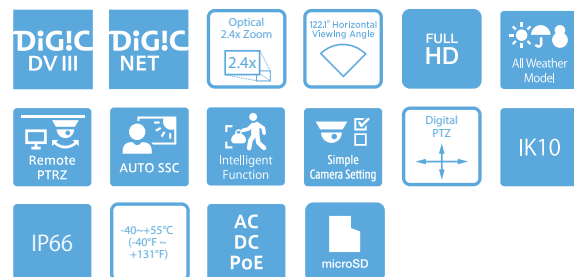 DiG!C
DV III
DiG!C
NET
Optical
2.4x Zoom
2.4x
122.1° Horizontal
Viewing Angle
FULL
HD
All Weather
Model
Remote
PTRZ
AUTO SSC
Intelligent
Function
Simple
Camera Setting
Digital
PTZ
IK10
IP66
-40~+55°C
(-40°F ~
+131°F)
AC
DC
PoE
microSD